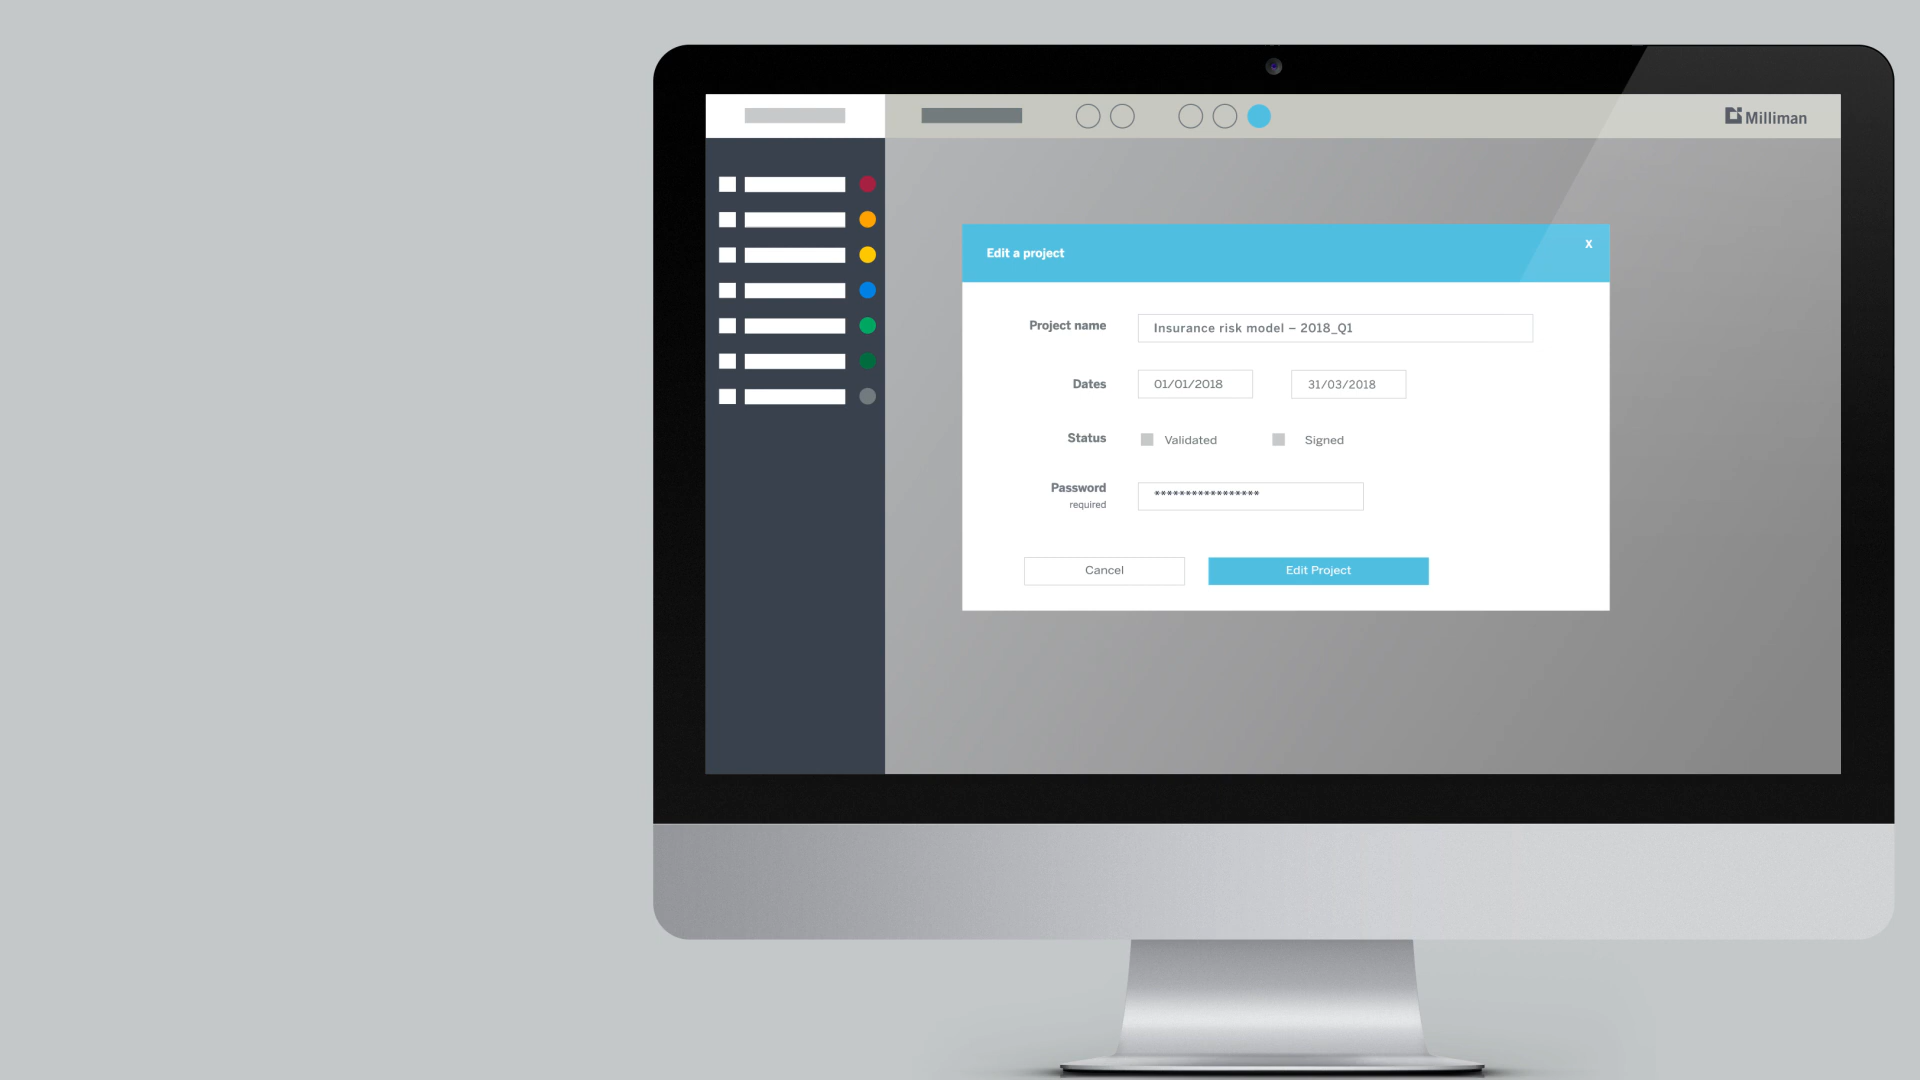 Milliman
Edit a project
x
Project name
Insurance risk model – 2018_Q1
Dates
01/01/2018
31/03/2018
Status
Validated
Signed
Password
required
*****************
Cancel
Edit Project